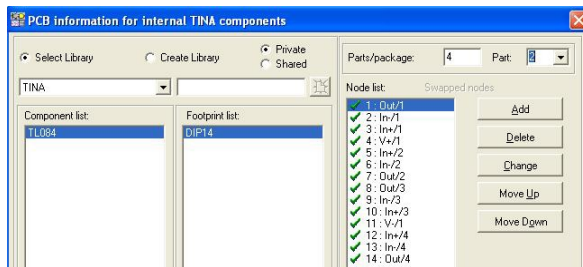 PCB information for internal TINA components
Select Library
Create Library
Private
Shared
TINA
Component list:
TL084
Footprint list:
DIP14
Parts/package:
4
Part:
2
Node list:
Swapped nodes
1 : Out/1
2 : In-/1
3 : In+/1
4 : V+/1
5 : In+/2
6 : In-/2
7 : Out/2
8 : Out/3
9 : In-/3
10 : In+/3
11 : V-/1
12 : In+/4
13 : In-/4
14 : Out/4
Add
Delete
Change
Move Up
Move Down